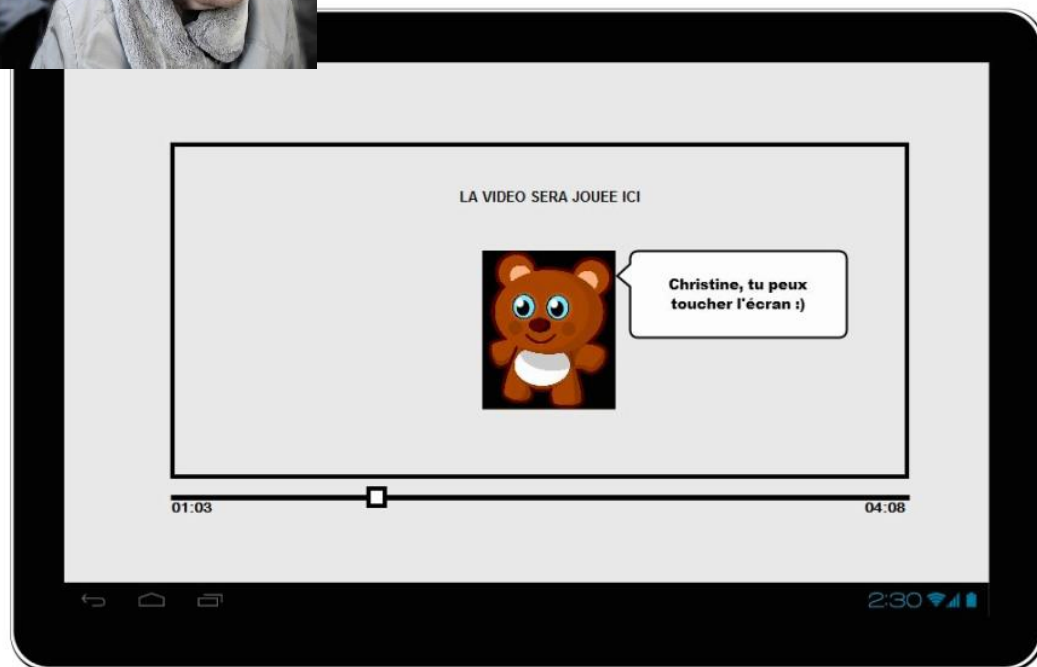 LA VIDEO SERA JOUEE ICI
Christine, tu peux
toucher l'écran :)
01:03
04:08
2:30